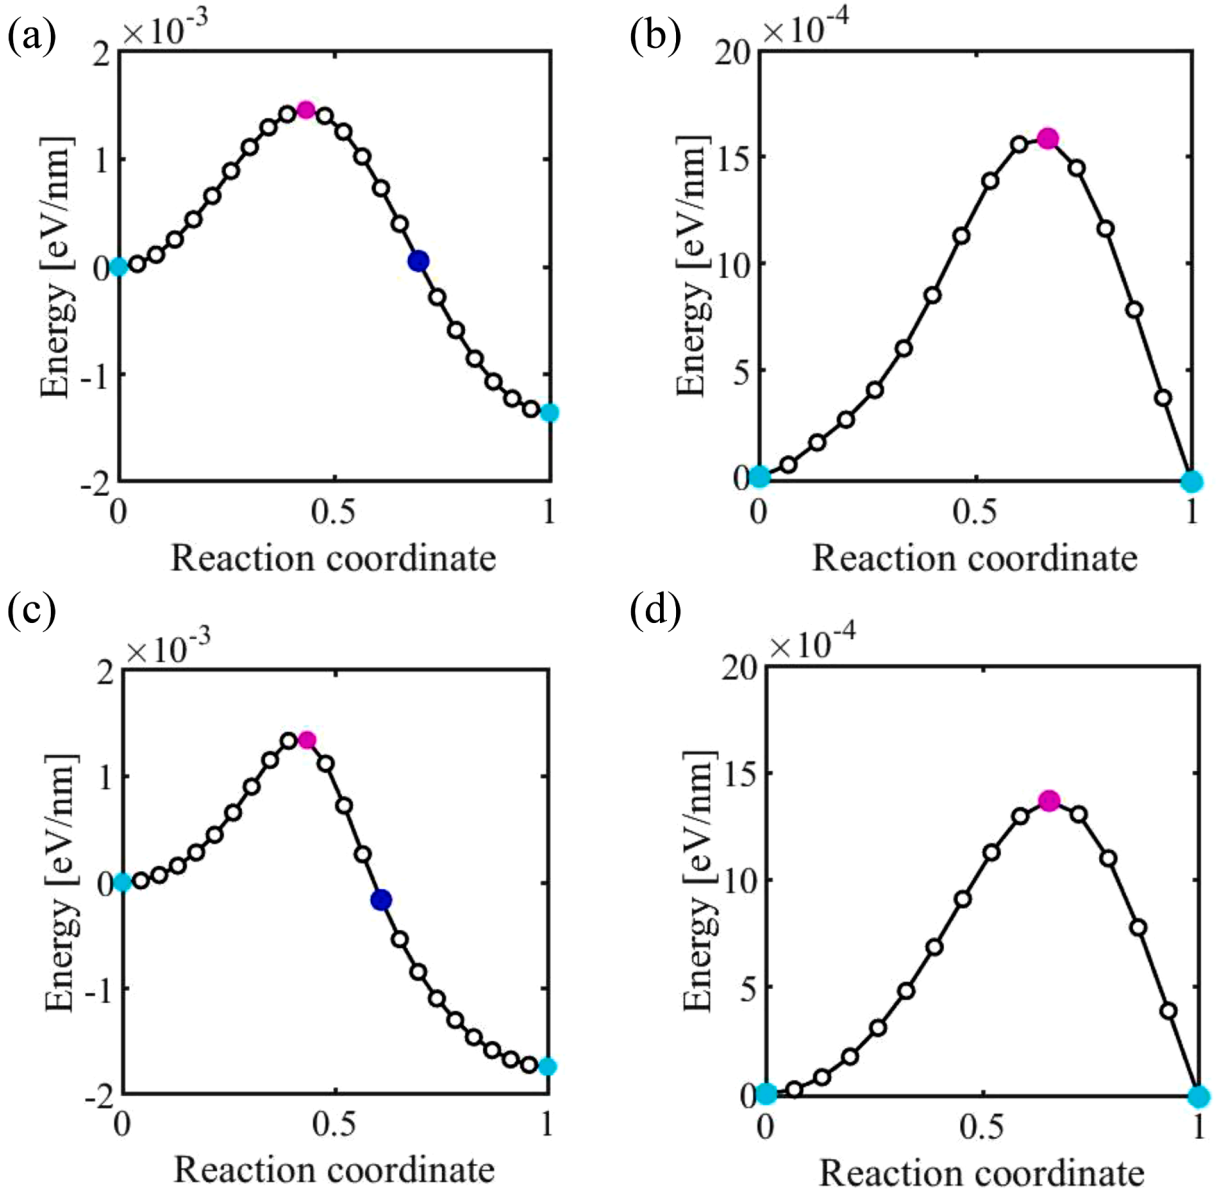 (a)
×10-3
2
1
0
-1
-2
Energy [eV/nm]
0 0.5 1
Reaction coordinate
(b)
×10-4
20
15
10
5
0
Energy [eV/nm]
0 0.5 1
Reaction coordinate
(c)
×10-3
2
1
0
-1
-2
Energy [eV/nm]
0 0.5 1
Reaction coordinate
(d)
×10-4
20
15
10
5
0
Energy [eV/nm]
0 0.5 1
Reaction coordinate